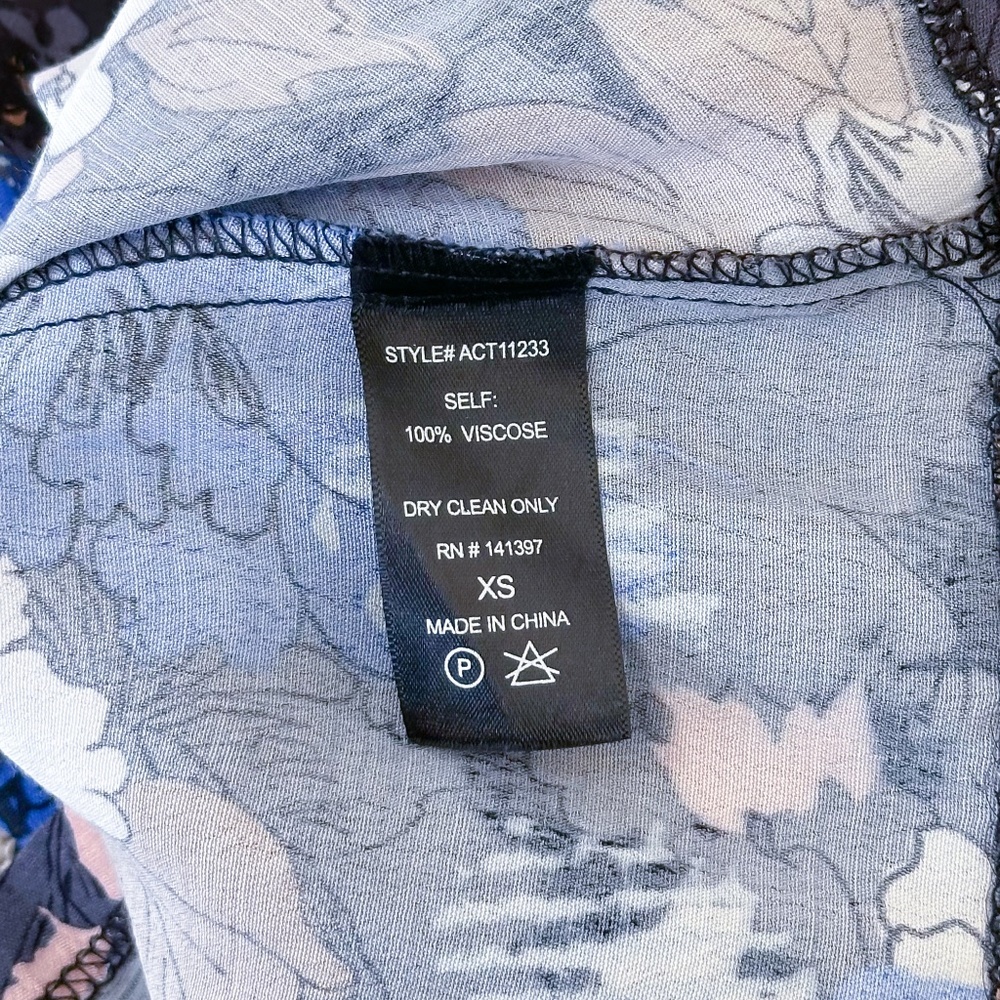 STYLE# ACT11233
SELF:
100% VISCOSE
DRY CLEAN ONLY
RN # 141397
XS
MADE IN CHINA
P